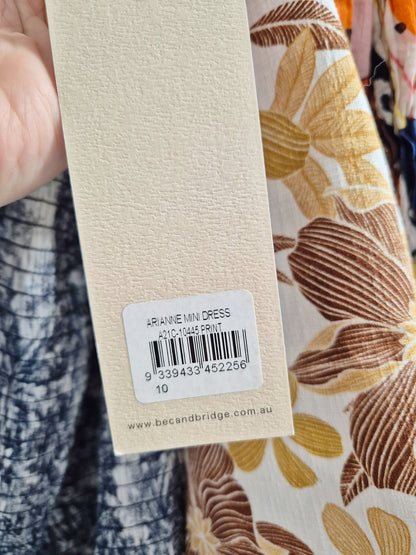 ARIANNE MINI DRESS
A21C-10445 PRINT
9 339433 452256
10
www.becandbridge.com.au